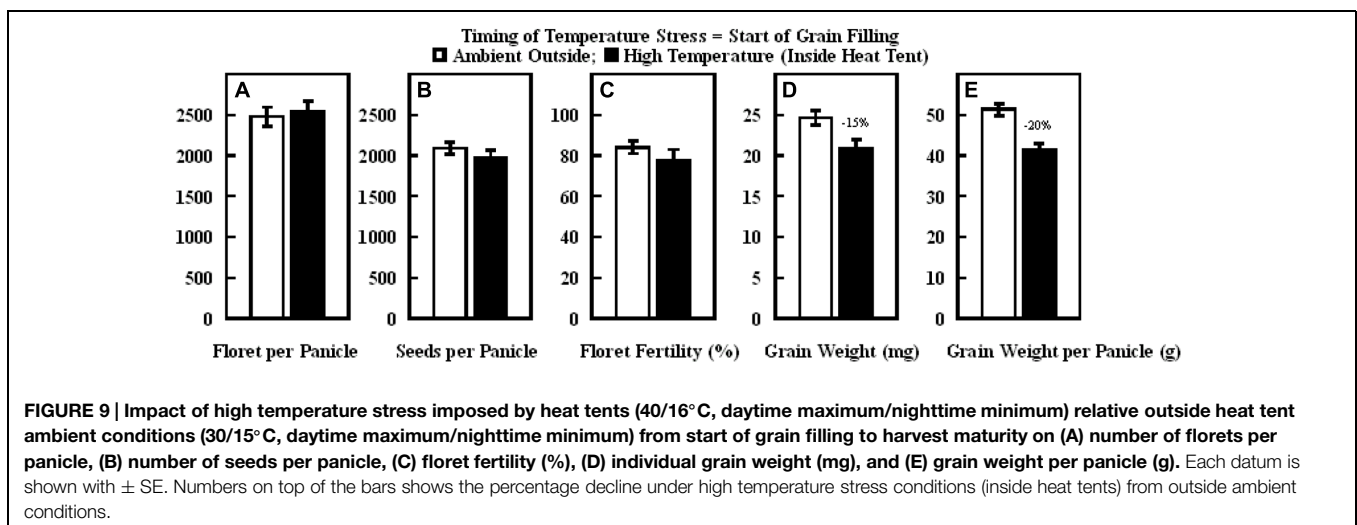 Timing of Temperature Stress = Start of Grain Filling
Ambient Outside; High Temperature (Inside Heat Tent)
A B C D E
2500 2500 100 25 50
-15% -20%
2000 2000 80 20 40
1500 1500 60 15 30
1000 1000 40 10 20
500 500 20 5 10
0 0 0 0 0
Floret per Panicle Seeds per Panicle Floret Fertility (%) Grain Weight (mg) Grain Weight per Panicle (g)
FIGURE 9 | Impact of high temperature stress imposed by heat tents (40/16°C, daytime maximum/nighttime minimum) relative outside heat tent
ambient conditions (30/15°C, daytime maximum/nighttime minimum) from start of grain filling to harvest maturity on (A) number of florets per
panicle, (B) number of seeds per panicle, (C) floret fertility (%), (D) individual grain weight (mg), and (E) grain weight per panicle (g). Each datum is
shown with ± SE. Numbers on top of the bars shows the percentage decline under high temperature stress conditions (inside heat tents) from outside ambient
conditions.